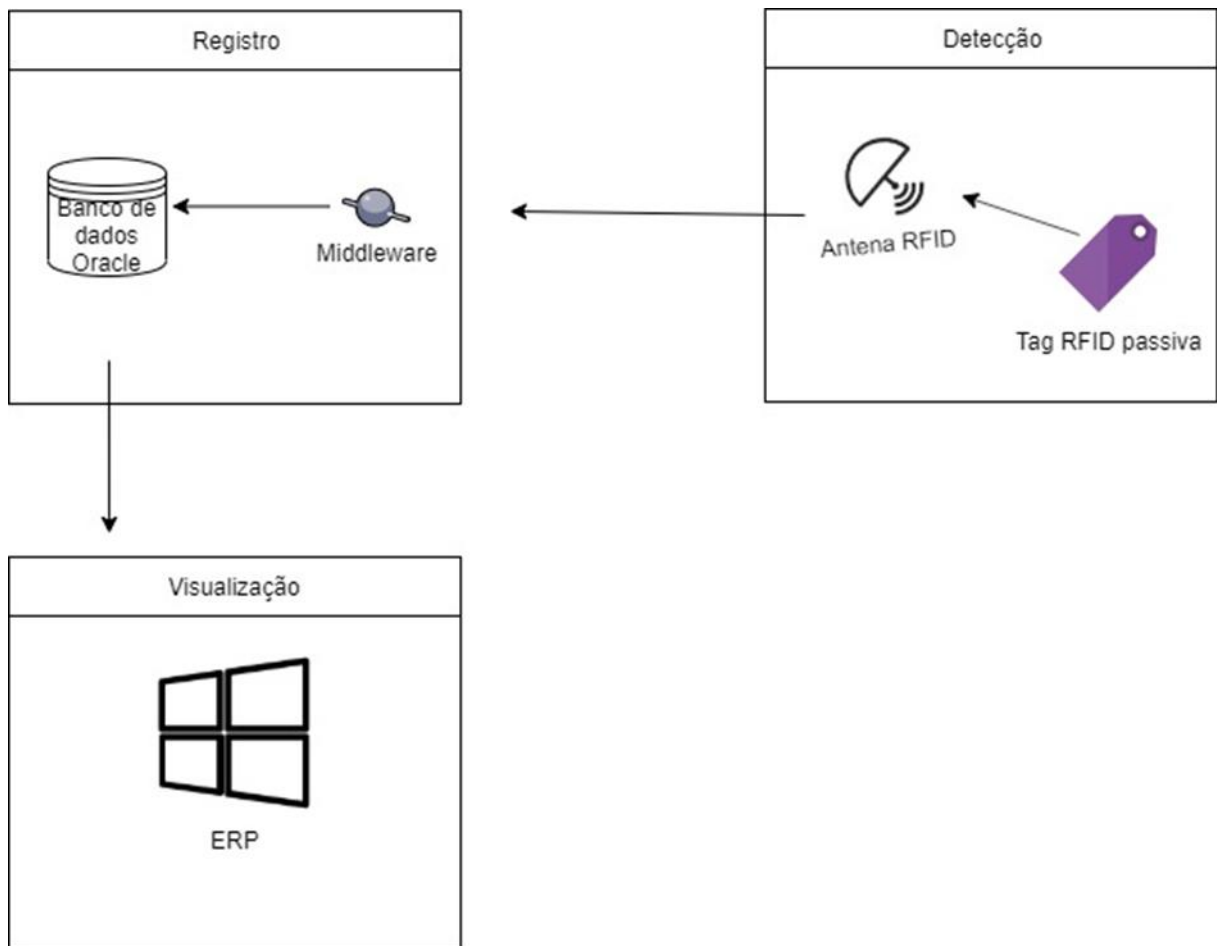 Registro
Banco de
dados
Oracle
Middleware
Detecção
Antena RFID
Tag RFID passiva
Visualização
ERP